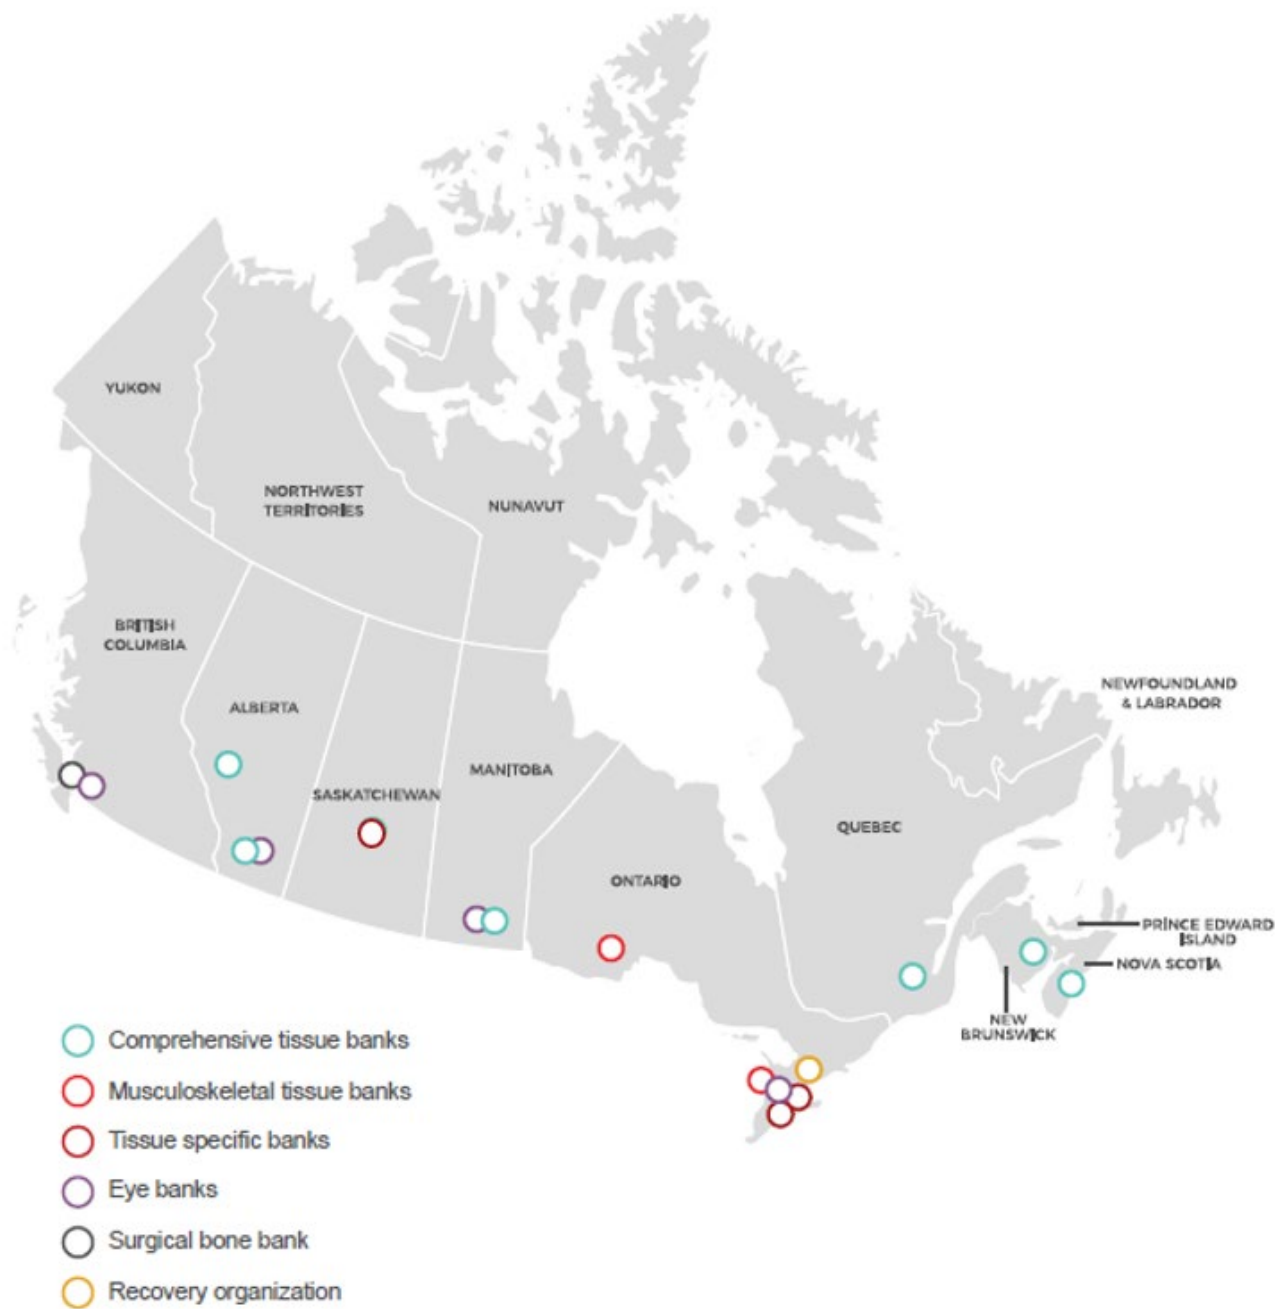 YUKON
NORTHWEST
TERRITORIES
NUNAVUT
BRITISH
COLUMBIA
ALBERTA
SASKATCHEWAN
MANITOBA
ONTARIO
QUEBEC
NEWFOUNDLAND
& LABRADOR
PRINCE EDWARD
ISLAND
NOVA SCOTIA
NEW
BRUNSWICK
Comprehensive tissue banks
Musculoskeletal tissue banks
Tissue specific banks
Eye banks
Surgical bone bank
Recovery organization